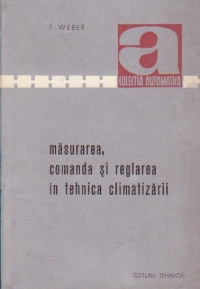 F. WEBER
a
COLECȚIA AUTOMATICA
măsurarea,
comanda și reglarea
în tehnica climatizării
EDITURA TEHNICĂ